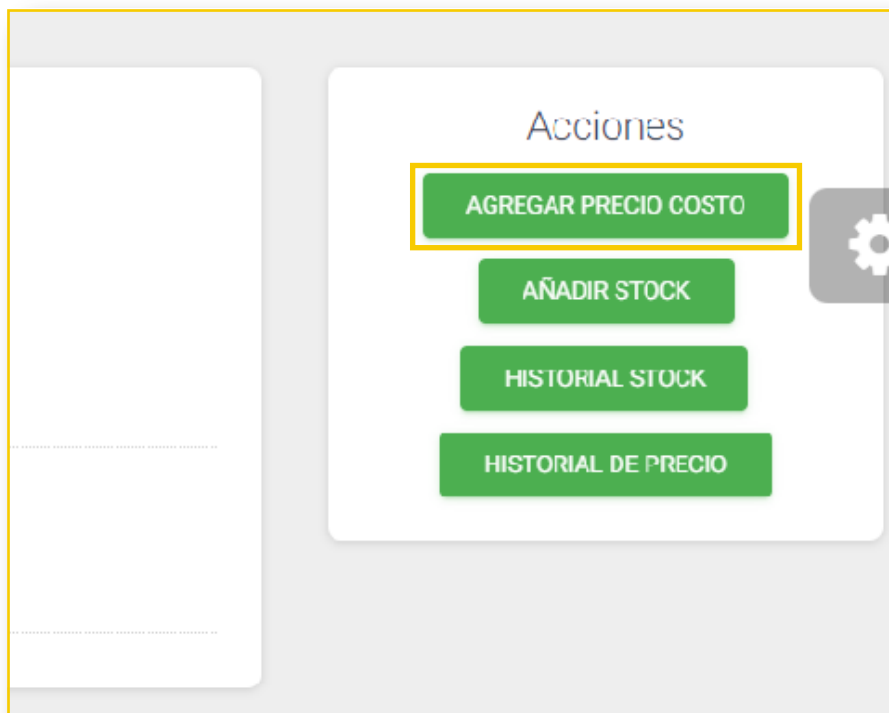 Acciones
AGREGAR PRECIO COSTO
AÑADIR STOCK
HISTORIAL STOCK
HISTORIAL DE PRECIO